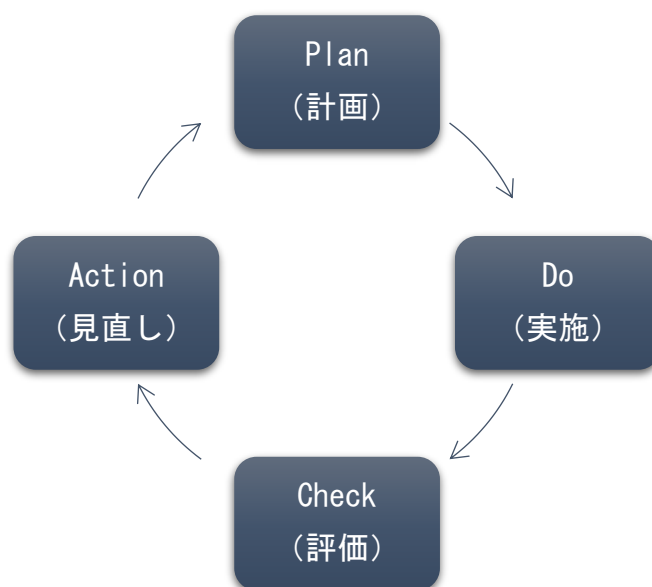 Plan
（計画）
Do
（実施）
Check
（評価）
Action
（見直し）